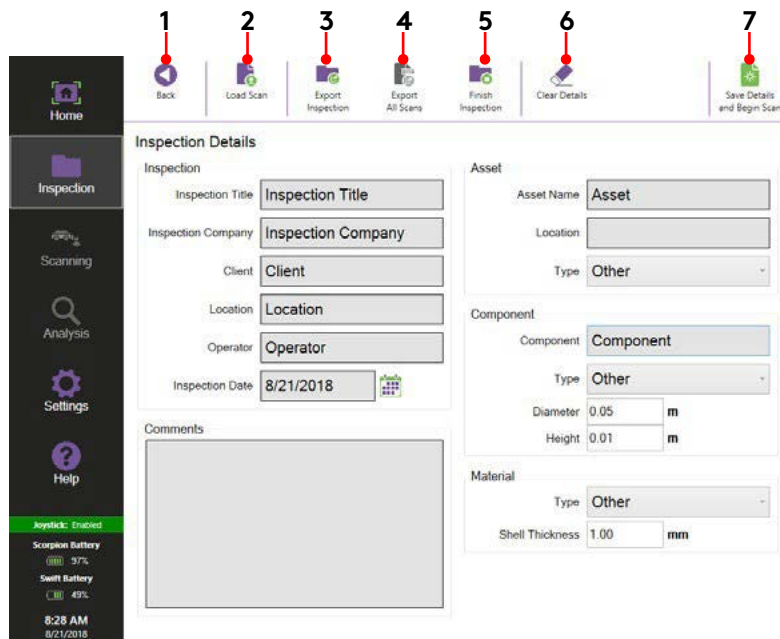 1 2 3 4 5 6 7
Back
Load Scan
Export
Inspection
Export
All Scans
Finish
Inspection
Clear Details
Save Details
and Begin Scan
Home
Inspection
Scanning
Analysis
Settings
Help
Joystick: Enabled
Scorpion Battery
97%
Swift Battery
49%
8:28 AM
8/21/2018
Inspection Details
Inspection
Inspection Title Inspection Title
Inspection Company Inspection Company
Client Client
Location Location
Operator Operator
Inspection Date 8/21/2018
Comments
Asset
Asset Name Asset
Location
Type Other
Component
Component Component
Type Other
Diameter 0.05 m
Height 0.01 m
Material
Type Other
Shell Thickness 1.00 mm